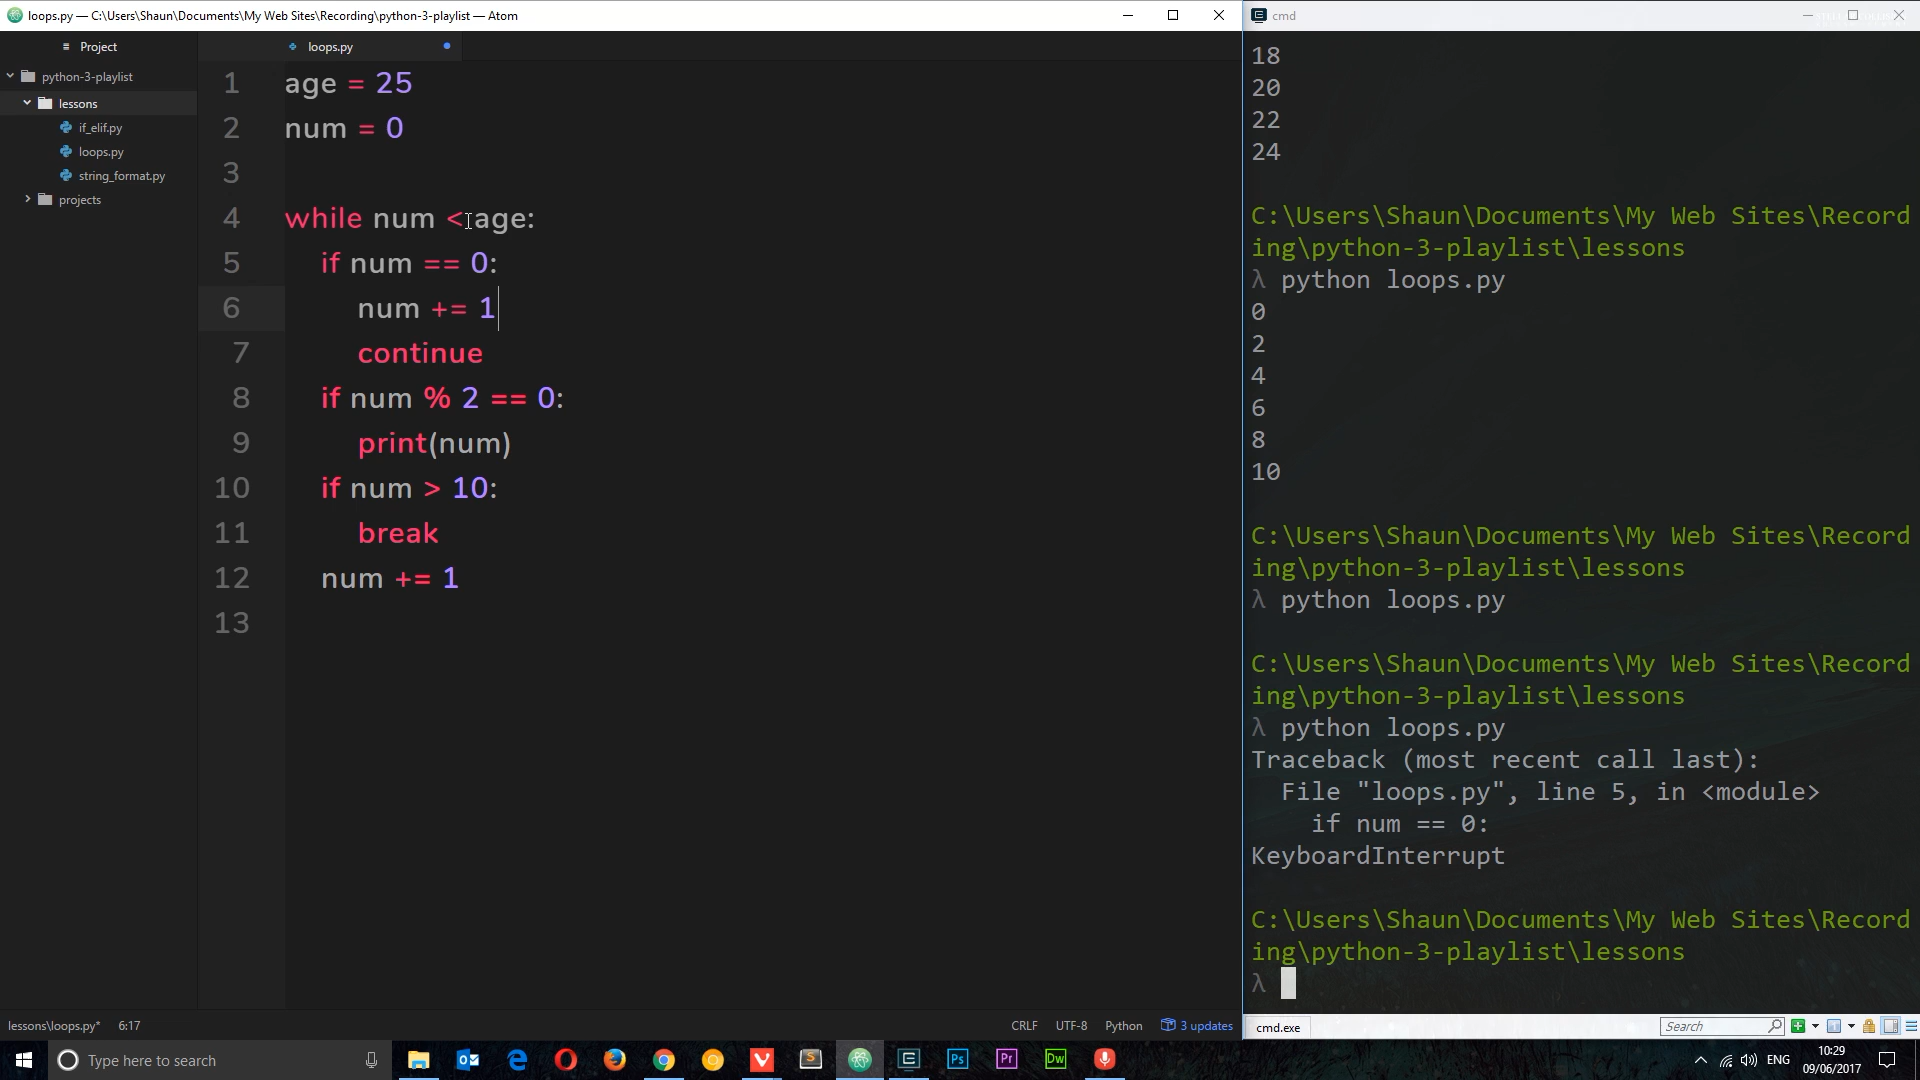 loops.py — C:\Users\Shaun\Documents\My Web Sites\Recording\python-3-playlist — Atom
Project
python-3-playlist
lessons
if_elif.py
loops.py
string_format.py
projects
loops.py
1 age = 25
2 num = 0
3
4 while num < age:
5 if num == 0:
6 num += 1
7 continue
8 if num % 2 == 0:
9 print(num)
10 if num > 10:
11 break
12 num += 1
13
lessons\loops.py* 6:17
CRLF UTF-8 Python 3 updates
cmd
18
20
22
24
C:\Users\Shaun\Documents\My Web Sites\Record
ing\python-3-playlist\lessons
λ python loops.py
0
2
4
6
8
10
C:\Users\Shaun\Documents\My Web Sites\Record
ing\python-3-playlist\lessons
λ python loops.py
C:\Users\Shaun\Documents\My Web Sites\Record
ing\python-3-playlist\lessons
λ python loops.py
Traceback (most recent call last):
File "loops.py", line 5, in <module>
if num == 0:
KeyboardInterrupt
C:\Users\Shaun\Documents\My Web Sites\Record
ing\python-3-playlist\lessons
λ
cmd.exe
Search
Type here to search
Ps
Pr
Dw
ENG
10:29
09/06/2017